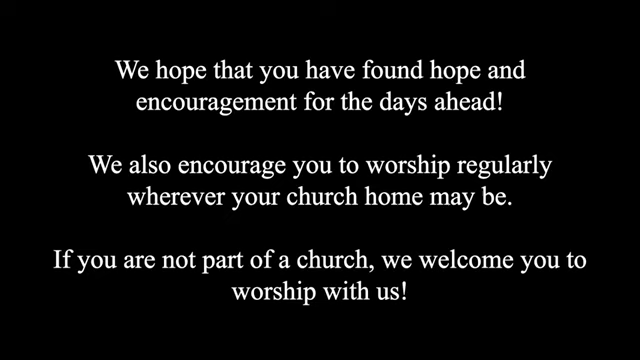 We hope that you have found hope and
encouragement for the days ahead!
We also encourage you to worship regularly
wherever your church home may be.
If you are not part of a church, we welcome you to
worship with us!